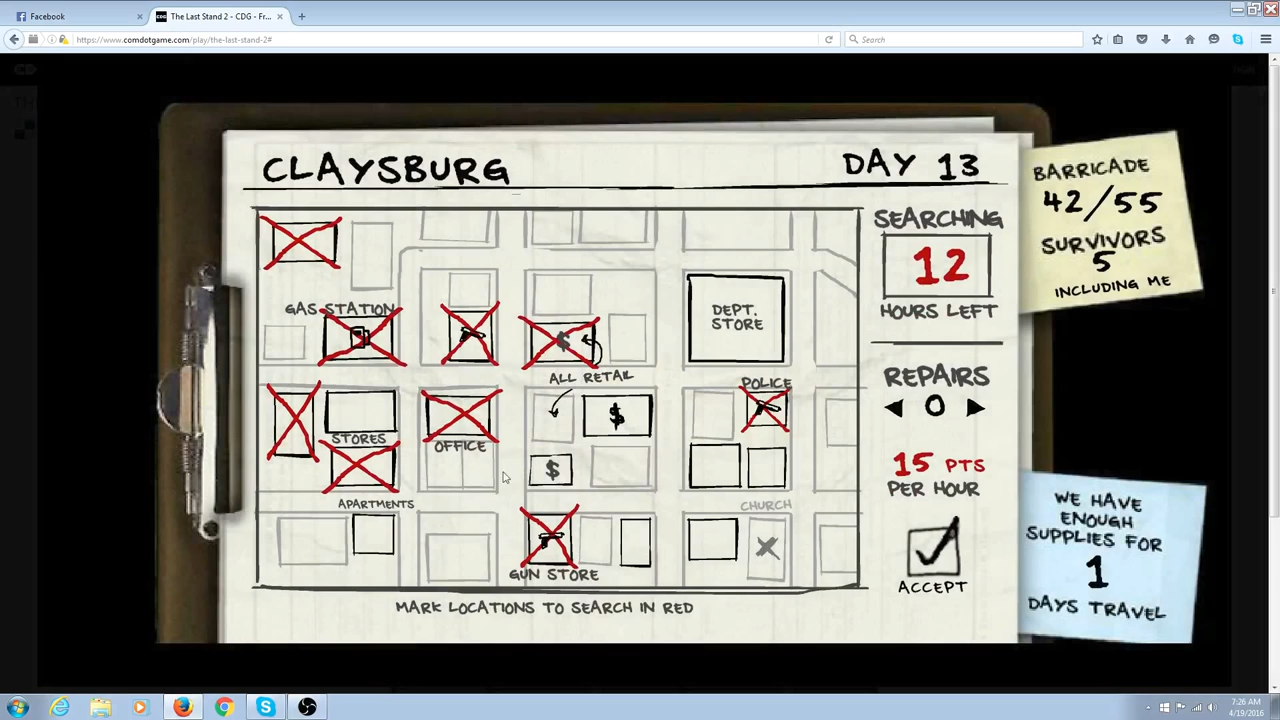 Facebook
The Last Stand 2 - CDG - Fr...
https://www.comdotgame.com/play/the-last-stand-2#
Search
CLAYSBURG
DAY 13
GAS STATION
$
ALL RETAIL
DEPT.
STORE
STORES
OFFICE
$
POLICE
$
APARTMENTS
CHURCH
GUN STORE
MARK LOCATIONS TO SEARCH IN RED
SEARCHING
12
HOURS LEFT
REPAIRS
0
15 PTS
PER HOUR
ACCEPT
BARRICADE
42/55
SURVIVORS
5
INCLUDING ME
WE HAVE
ENOUGH
SUPPLIES FOR
1
DAYS TRAVEL
7:26 AM
4/19/2016